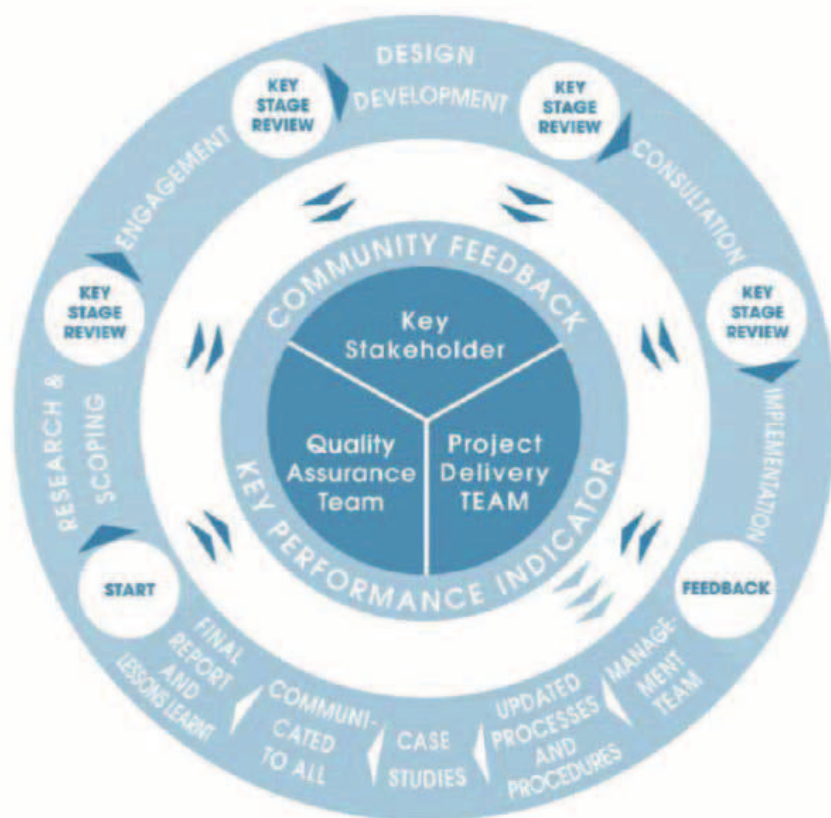 START
RESEARCH &
SCOPING
KEY
STAGE
REVIEW
ENGAGEMENT
KEY
STAGE
REVIEW
DESIGN
DEVELOPMENT
KEY
STAGE
REVIEW
CONSULTATION
KEY
STAGE
REVIEW
IMPLEMENTATION
FEEDBACK
MANAGE-
MENT
TEAM
UPDATED
PROCESSES
AND
PROCEDURES
CASE
STUDIES
COMMUNI-
CATED
TO ALL
FINAL
REPORT
AND
LESSONS LEARNT
COMMUNITY FEEDBACK
KEY PERFORMANCE INDICATOR
Key
Stakeholder
Quality
Assurance
Team
Project
Delivery
TEAM